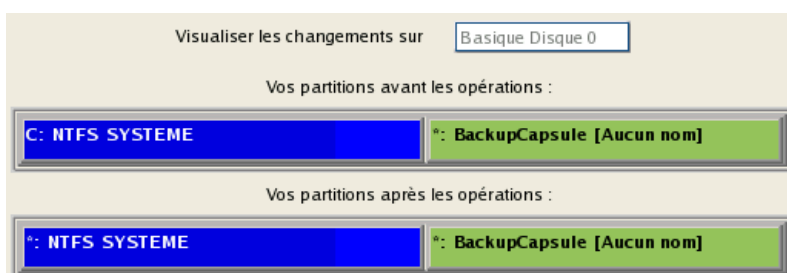 Visualiser les changements sur Basique Disque 0
Vos partitions avant les opérations :
C: NTFS SYSTEME *: BackupCapsule [Aucun nom]
Vos partitions après les opérations :
*: NTFS SYSTEME *: BackupCapsule [Aucun nom]